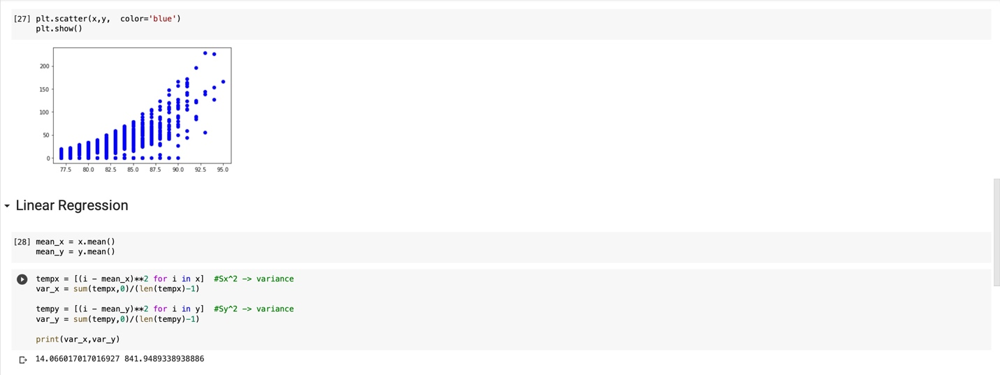 [27] plt.scatter(x,y,  color='blue')
plt.show()
200
150
100
50
0
77.5 80.0 82.5 85.0 87.5 90.0 92.5 95.0
Linear Regression
[28] mean_x = x.mean()
mean_y = y.mean()
tempx = [(i - mean_x)**2 for i in x]  #Sx^2 -> variance
var_x = sum(tempx,0)/(len(tempx)-1)
tempy = [(i - mean_y)**2 for i in y]  #Sy^2 -> variance
var_y = sum(tempy,0)/(len(tempy)-1)
print(var_x,var_y)
14.066017017016927 841.9489338938886